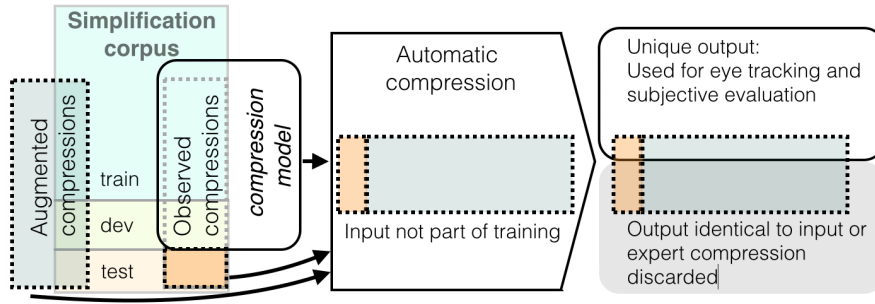 Simplification
corpus
Augmented
compressions
train
dev
test
Observed
compressions
compression
model
Automatic
compression
Input not part of training
Unique output:
Used for eye tracking and
subjective evaluation
Output identical to input or
expert compression
discarded